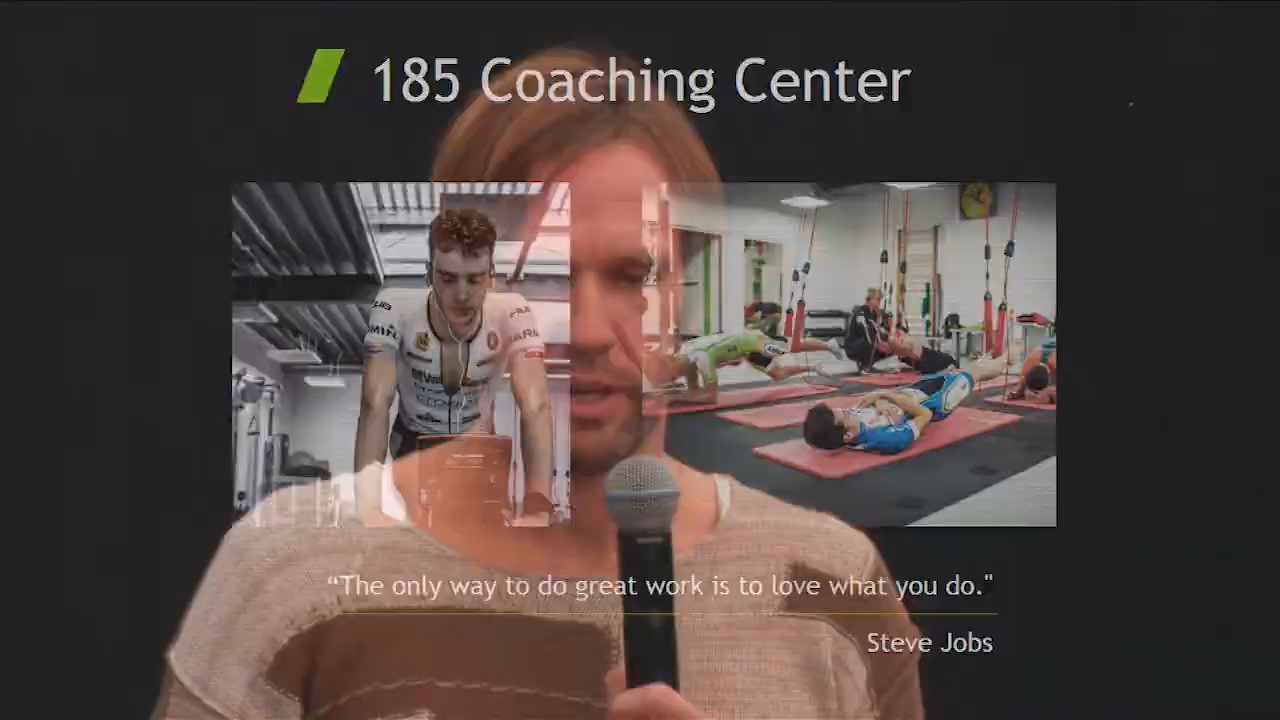 185 Coaching Center
“The only way to do great work is to love what you do."
Steve Jobs